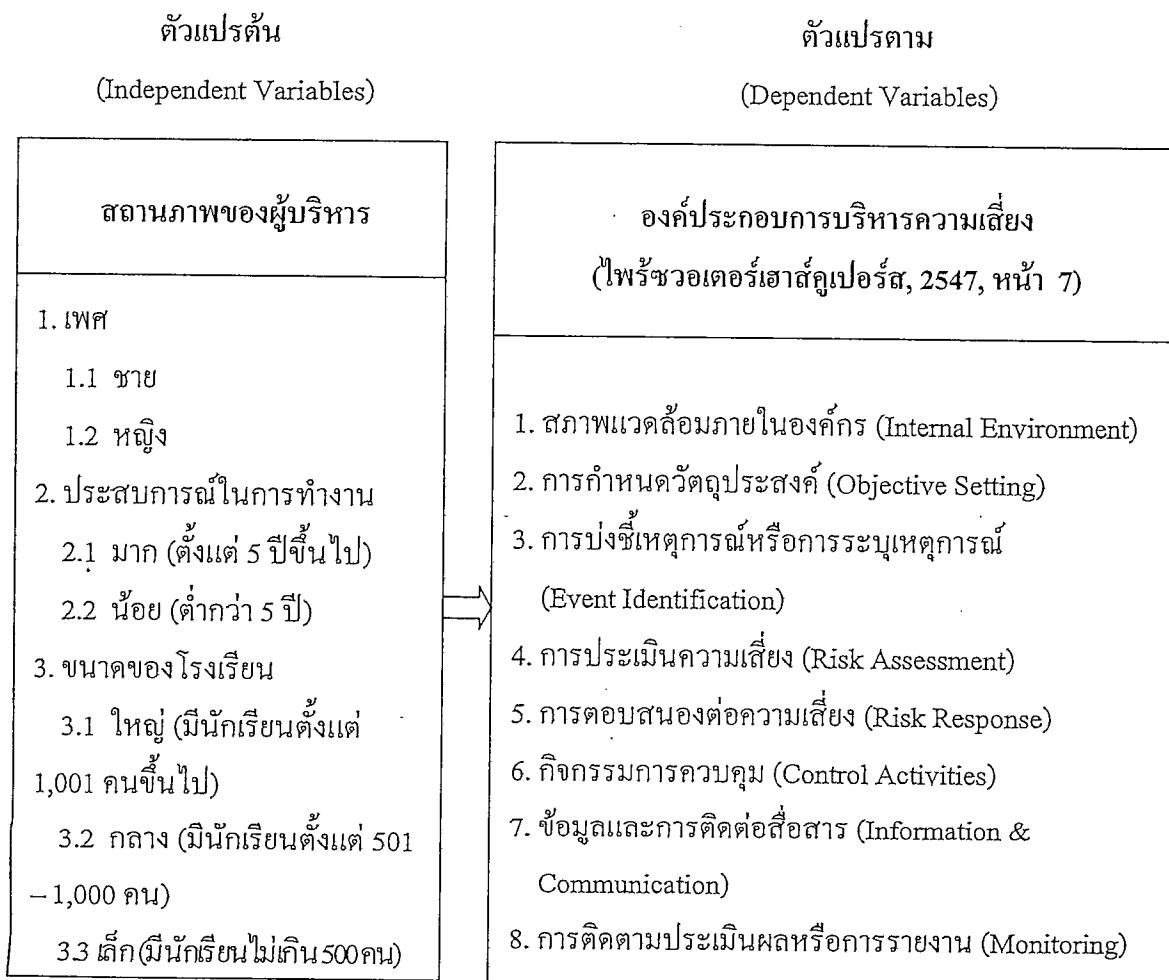 ตัวแปรต้น
(Independent Variables)
สถานภาพของผู้บริหาร
1. เพศ
1.1 ชาย
1.2 หญิง
2. ประสบการณ์ในการทำงาน
2.1 มาก (ตั้งแต่ 5 ปีขึ้นไป)
2.2 น้อย (ต่ำกว่า 5 ปี)
3. ขนาดของโรงเรียน
3.1 ใหญ่ (มีนักเรียนตั้งแต่
1,001 คนขึ้นไป)
3.2 กลาง (มีนักเรียนตั้งแต่ 501
– 1,000 คน)
3.3 เล็ก (มีนักเรียนไม่เกิน 500 คน)
ตัวแปรตาม
(Dependent Variables)
องค์ประกอบการบริหารความเสี่ยง
(ไพร้ซวอเตอร์เฮาส์คูเปอร์ส, 2547, หน้า 7)
1. สภาพแวดล้อมภายในองค์กร (Internal Environment)
2. การกำหนดวัตถุประสงค์ (Objective Setting)
3. การบ่งชี้เหตุการณ์หรือการระบุเหตุการณ์
(Event Identification)
4. การประเมินความเสี่ยง (Risk Assessment)
5. การตอบสนองต่อความเสี่ยง (Risk Response)
6. กิจกรรมการควบคุม (Control Activities)
7. ข้อมูลและการติดต่อสื่อสาร (Information &
Communication)
8. การติดตามประเมินผลหรือการรายงาน (Monitoring)